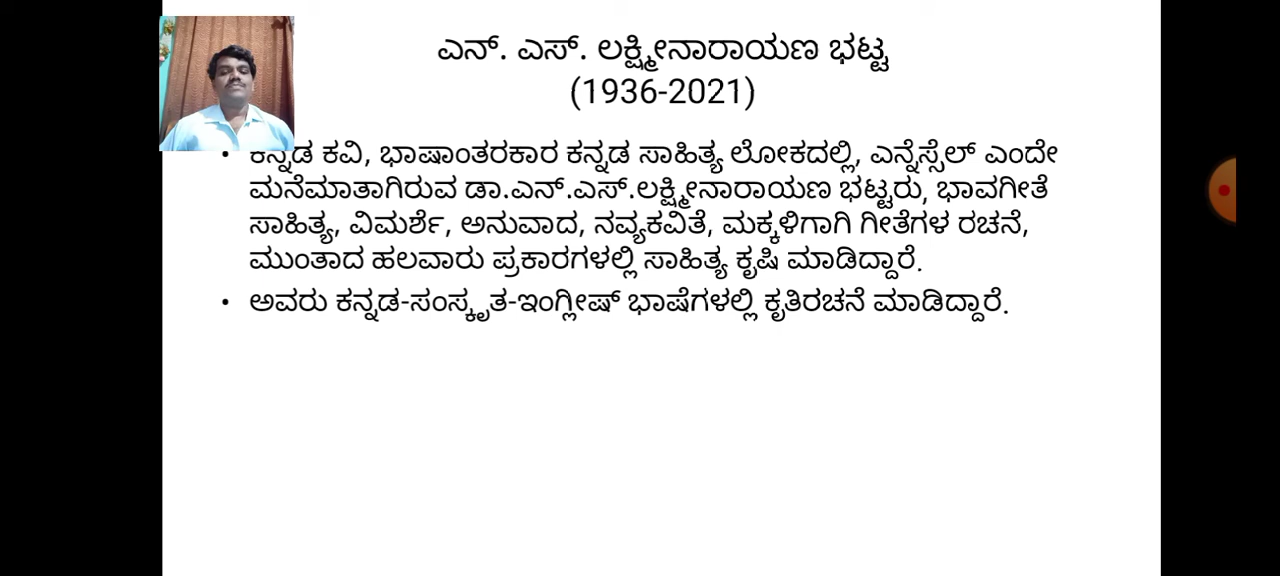 ಎನ್. ಎಸ್. ಲಕ್ಷ್ಮೀನಾರಾಯಣ ಭಟ್ಟ
(1936-2021)
• ಕನ್ನಡ ಕವಿ, ಭಾಷಾಂತರಕಾರ ಕನ್ನಡ ಸಾಹಿತ್ಯ ಲೋಕದಲ್ಲಿ, ಎನ್ನೆಸ್ಸೆಲ್ ಎಂದೇ
ಮನೆಮಾತಾಗಿರುವ ಡಾ.ಎನ್.ಎಸ್.ಲಕ್ಷ್ಮೀನಾರಾಯಣ ಭಟ್ಟರು, ಭಾವಗೀತೆ
ಸಾಹಿತ್ಯ, ವಿಮರ್ಶೆ, ಅನುವಾದ, ನವ್ಯಕವಿತೆ, ಮಕ್ಕಳಿಗಾಗಿ ಗೀತೆಗಳ ರಚನೆ,
ಮುಂತಾದ ಹಲವಾರು ಪ್ರಕಾರಗಳಲ್ಲಿ ಸಾಹಿತ್ಯ ಕೃಷಿ ಮಾಡಿದ್ದಾರೆ.
• ಅವರು ಕನ್ನಡ-ಸಂಸ್ಕೃತ-ಇಂಗ್ಲೀಷ್ ಭಾಷೆಗಳಲ್ಲಿ ಕೃತಿರಚನೆ ಮಾಡಿದ್ದಾರೆ.